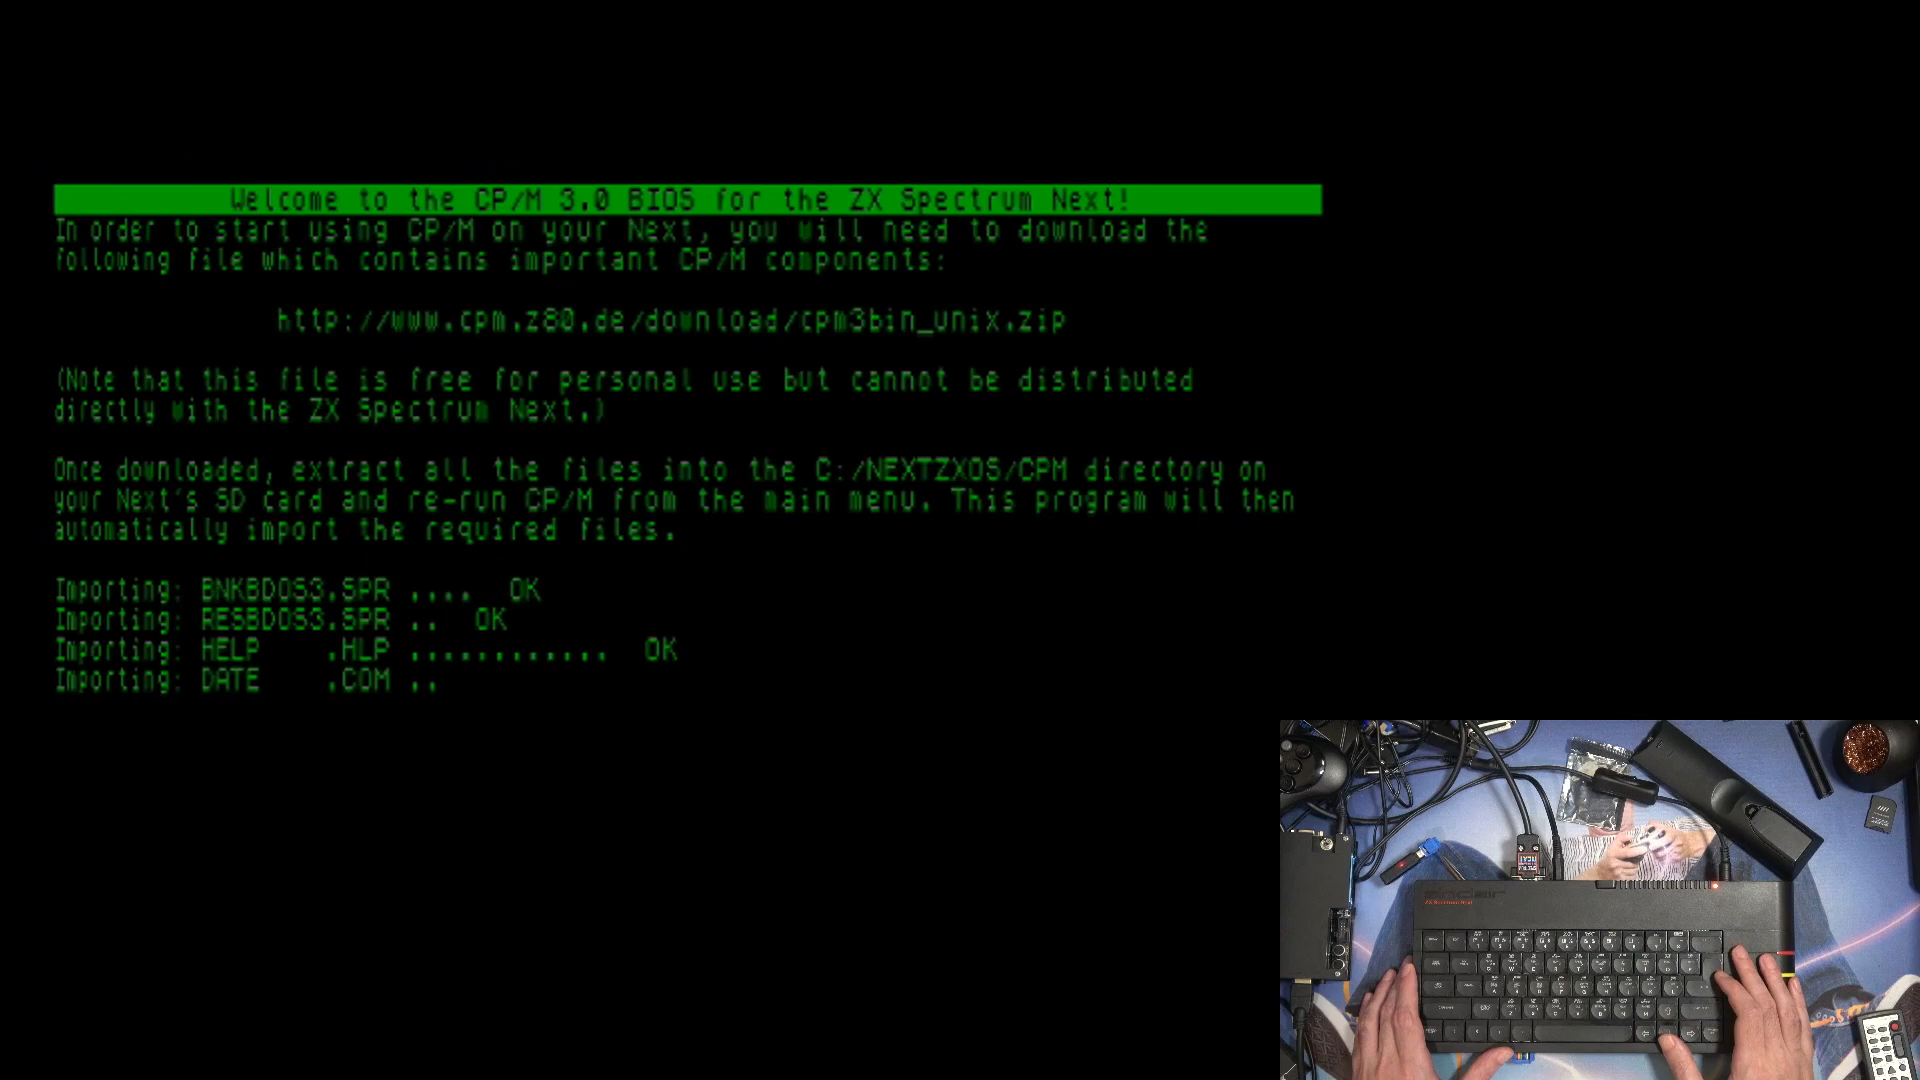 Welcome to the CP/M 3.0 BIOS for the ZX Spectrum Next!
In order to start using CP/M on your Next, you will need to download the
following file which contains important CP/M components:
http://www.cpm.z80.de/download/cpm3bin_unix.zip
(Note that this file is free for personal use but cannot be distributed
directly with the ZX Spectrum Next.)
Once downloaded, extract all the files into the C:/NEXTZXOS/CPM directory on
your Next's SD card and re-run CP/M from the main menu. This program will then
automatically import the required files.
Importing: BNKBDOS3.SPR .... OK
Importing: RESBDOS3.SPR .. OK
Importing: HELP .HLP ............ OK
Importing: DATE .COM ..
sinclair
ZX Spectrum Next